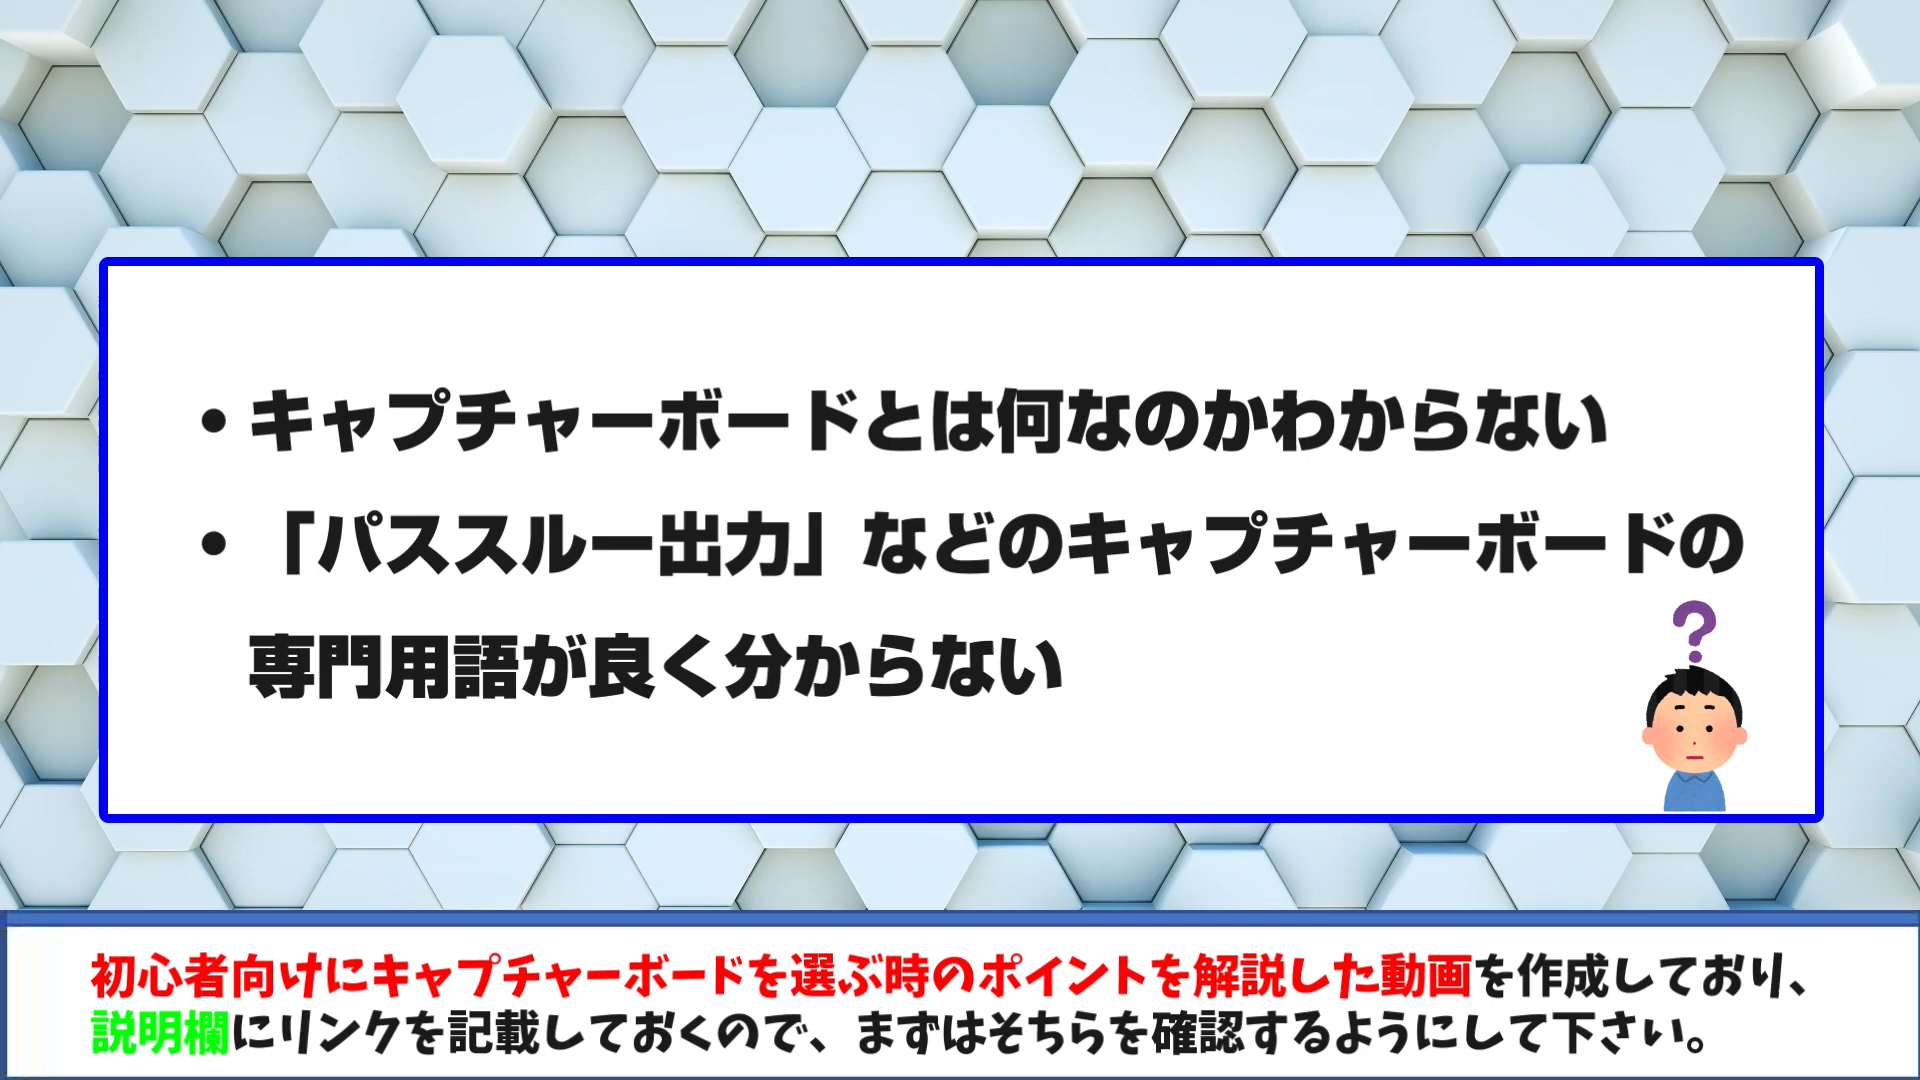 ・キャプチャーボードとは何なのかわからない
・「パススルー出力」などのキャプチャーボードの
専門用語が良く分からない
?
初心者向けにキャプチャーボードを選ぶ時のポイントを解説した動画を作成しており、
説明欄にリンクを記載しておくので、まずはそちらを確認するようにして下さい。